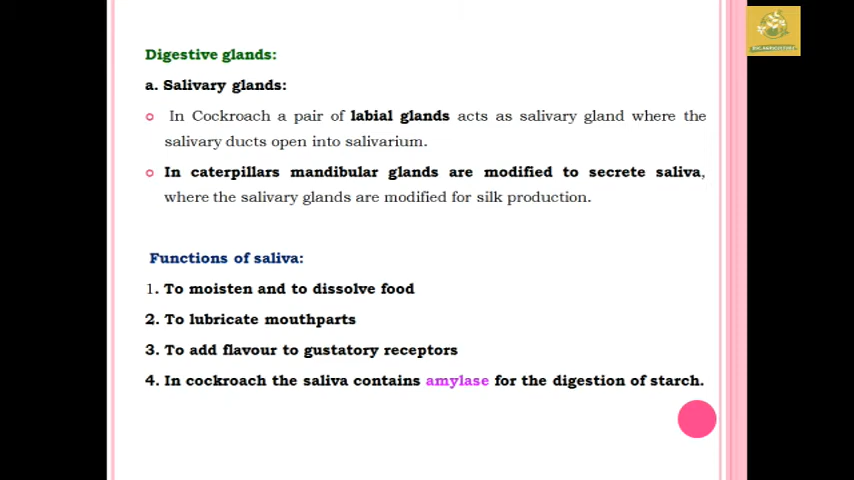 Digestive glands:
a. Salivary glands:
In Cockroach a pair of labial glands acts as salivary gland where the
salivary ducts open into salivarium.
In caterpillars mandibular glands are modified to secrete saliva,
where the salivary glands are modified for silk production.
Functions of saliva:
1. To moisten and to dissolve food
2. To lubricate mouthparts
3. To add flavour to gustatory receptors
4. In cockroach the saliva contains amylase for the digestion of starch.